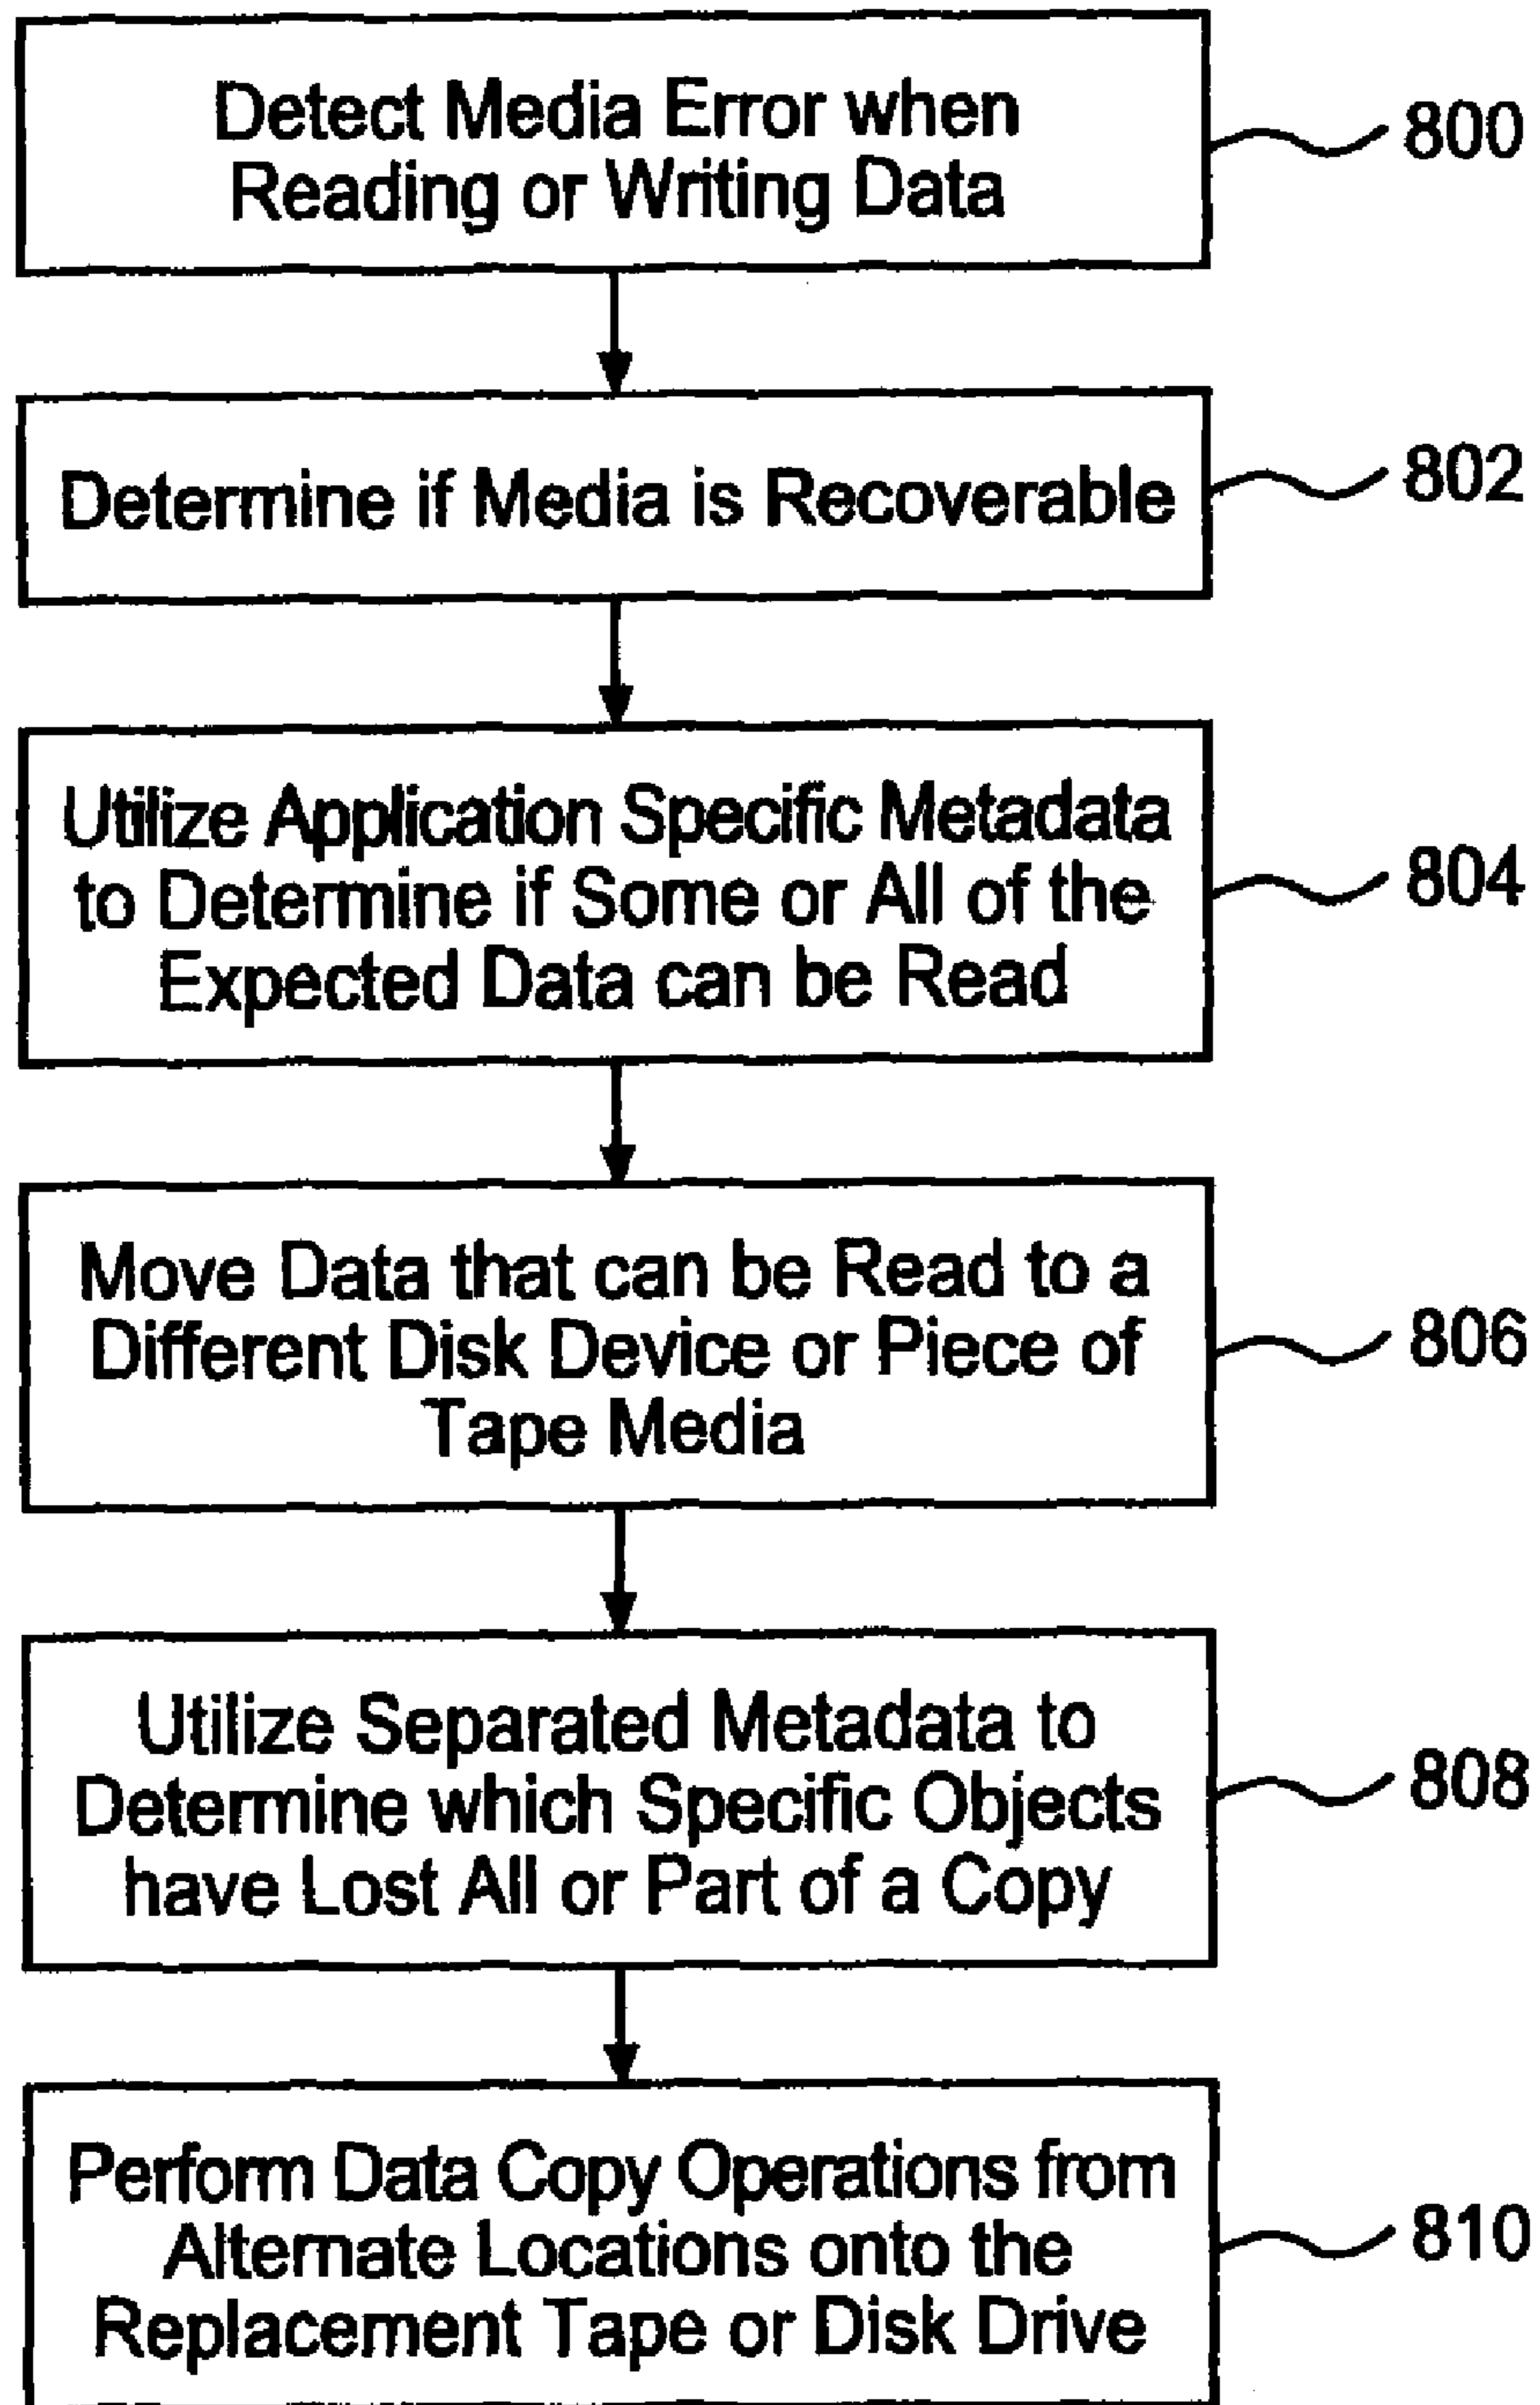 Detect Media Error when
Reading or Writing Data
800
Determine if Media is Recoverable
802
Utilize Application Specific Metadata
to Determine if Some or All of the
Expected Data can be Read
804
Move Data that can be Read to a
Different Disk Device or Piece of
Tape Media
806
Utilize Separated Metadata to
Determine which Specific Objects
have Lost All or Part of a Copy
808
Perform Data Copy Operations from
Alternate Locations onto the
Replacement Tape or Disk Drive
810